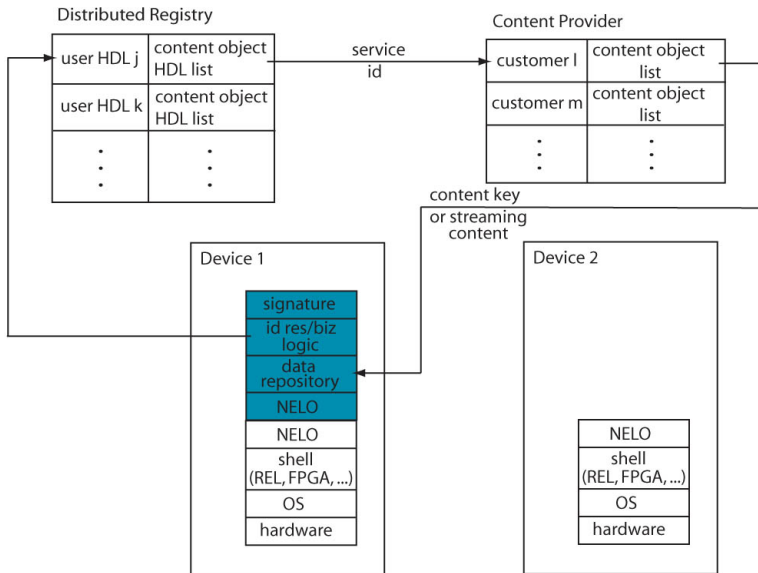 Distributed Registry
Content Provider
user HDL j
content object
HDL list
service
id
customer l
content object
list
user HDL k
content object
HDL list
customer m
content object
list
content key
or streaming
content
Device 1
Device 2
signature
id res/biz
logic
data
repository
NELO
NELO
shell
(REL, FPGA, ...)
OS
hardware
NELO
shell
(REL, FPGA, ...)
OS
hardware